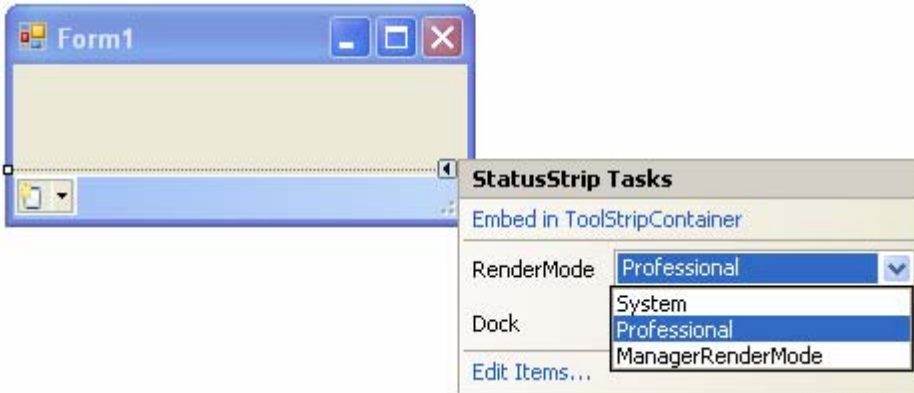 Form1
StatusStrip Tasks
Embed in ToolStripContainer
RenderMode Professional
System
Dock
Professional
ManagerRenderMode
Edit Items...